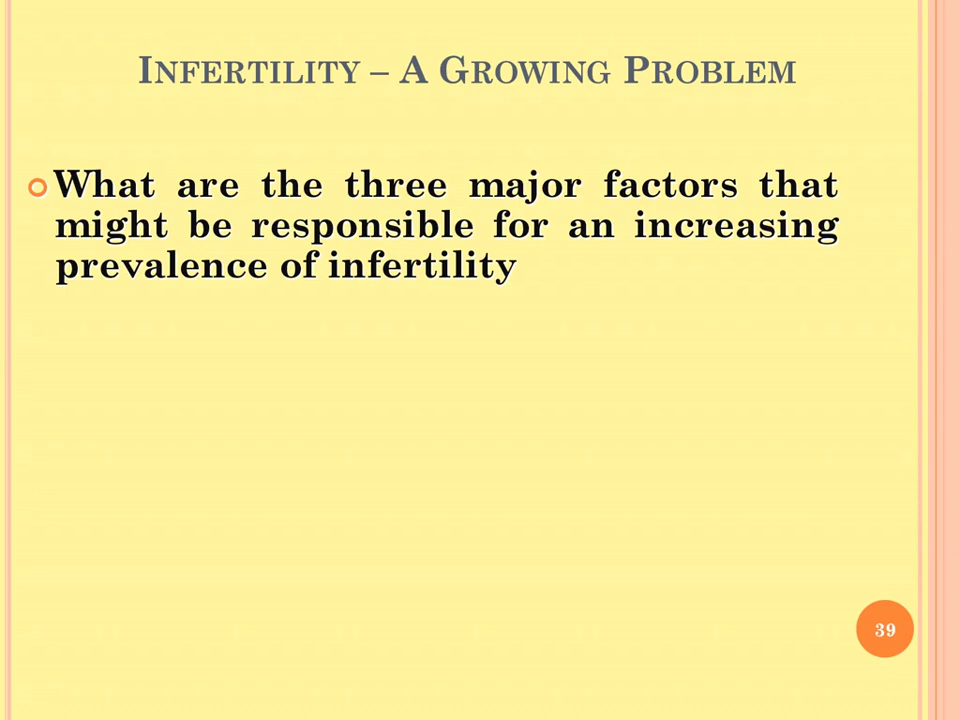 Infertility – A Growing Problem
What are the three major factors that
might be responsible for an increasing
prevalence of infertility
39